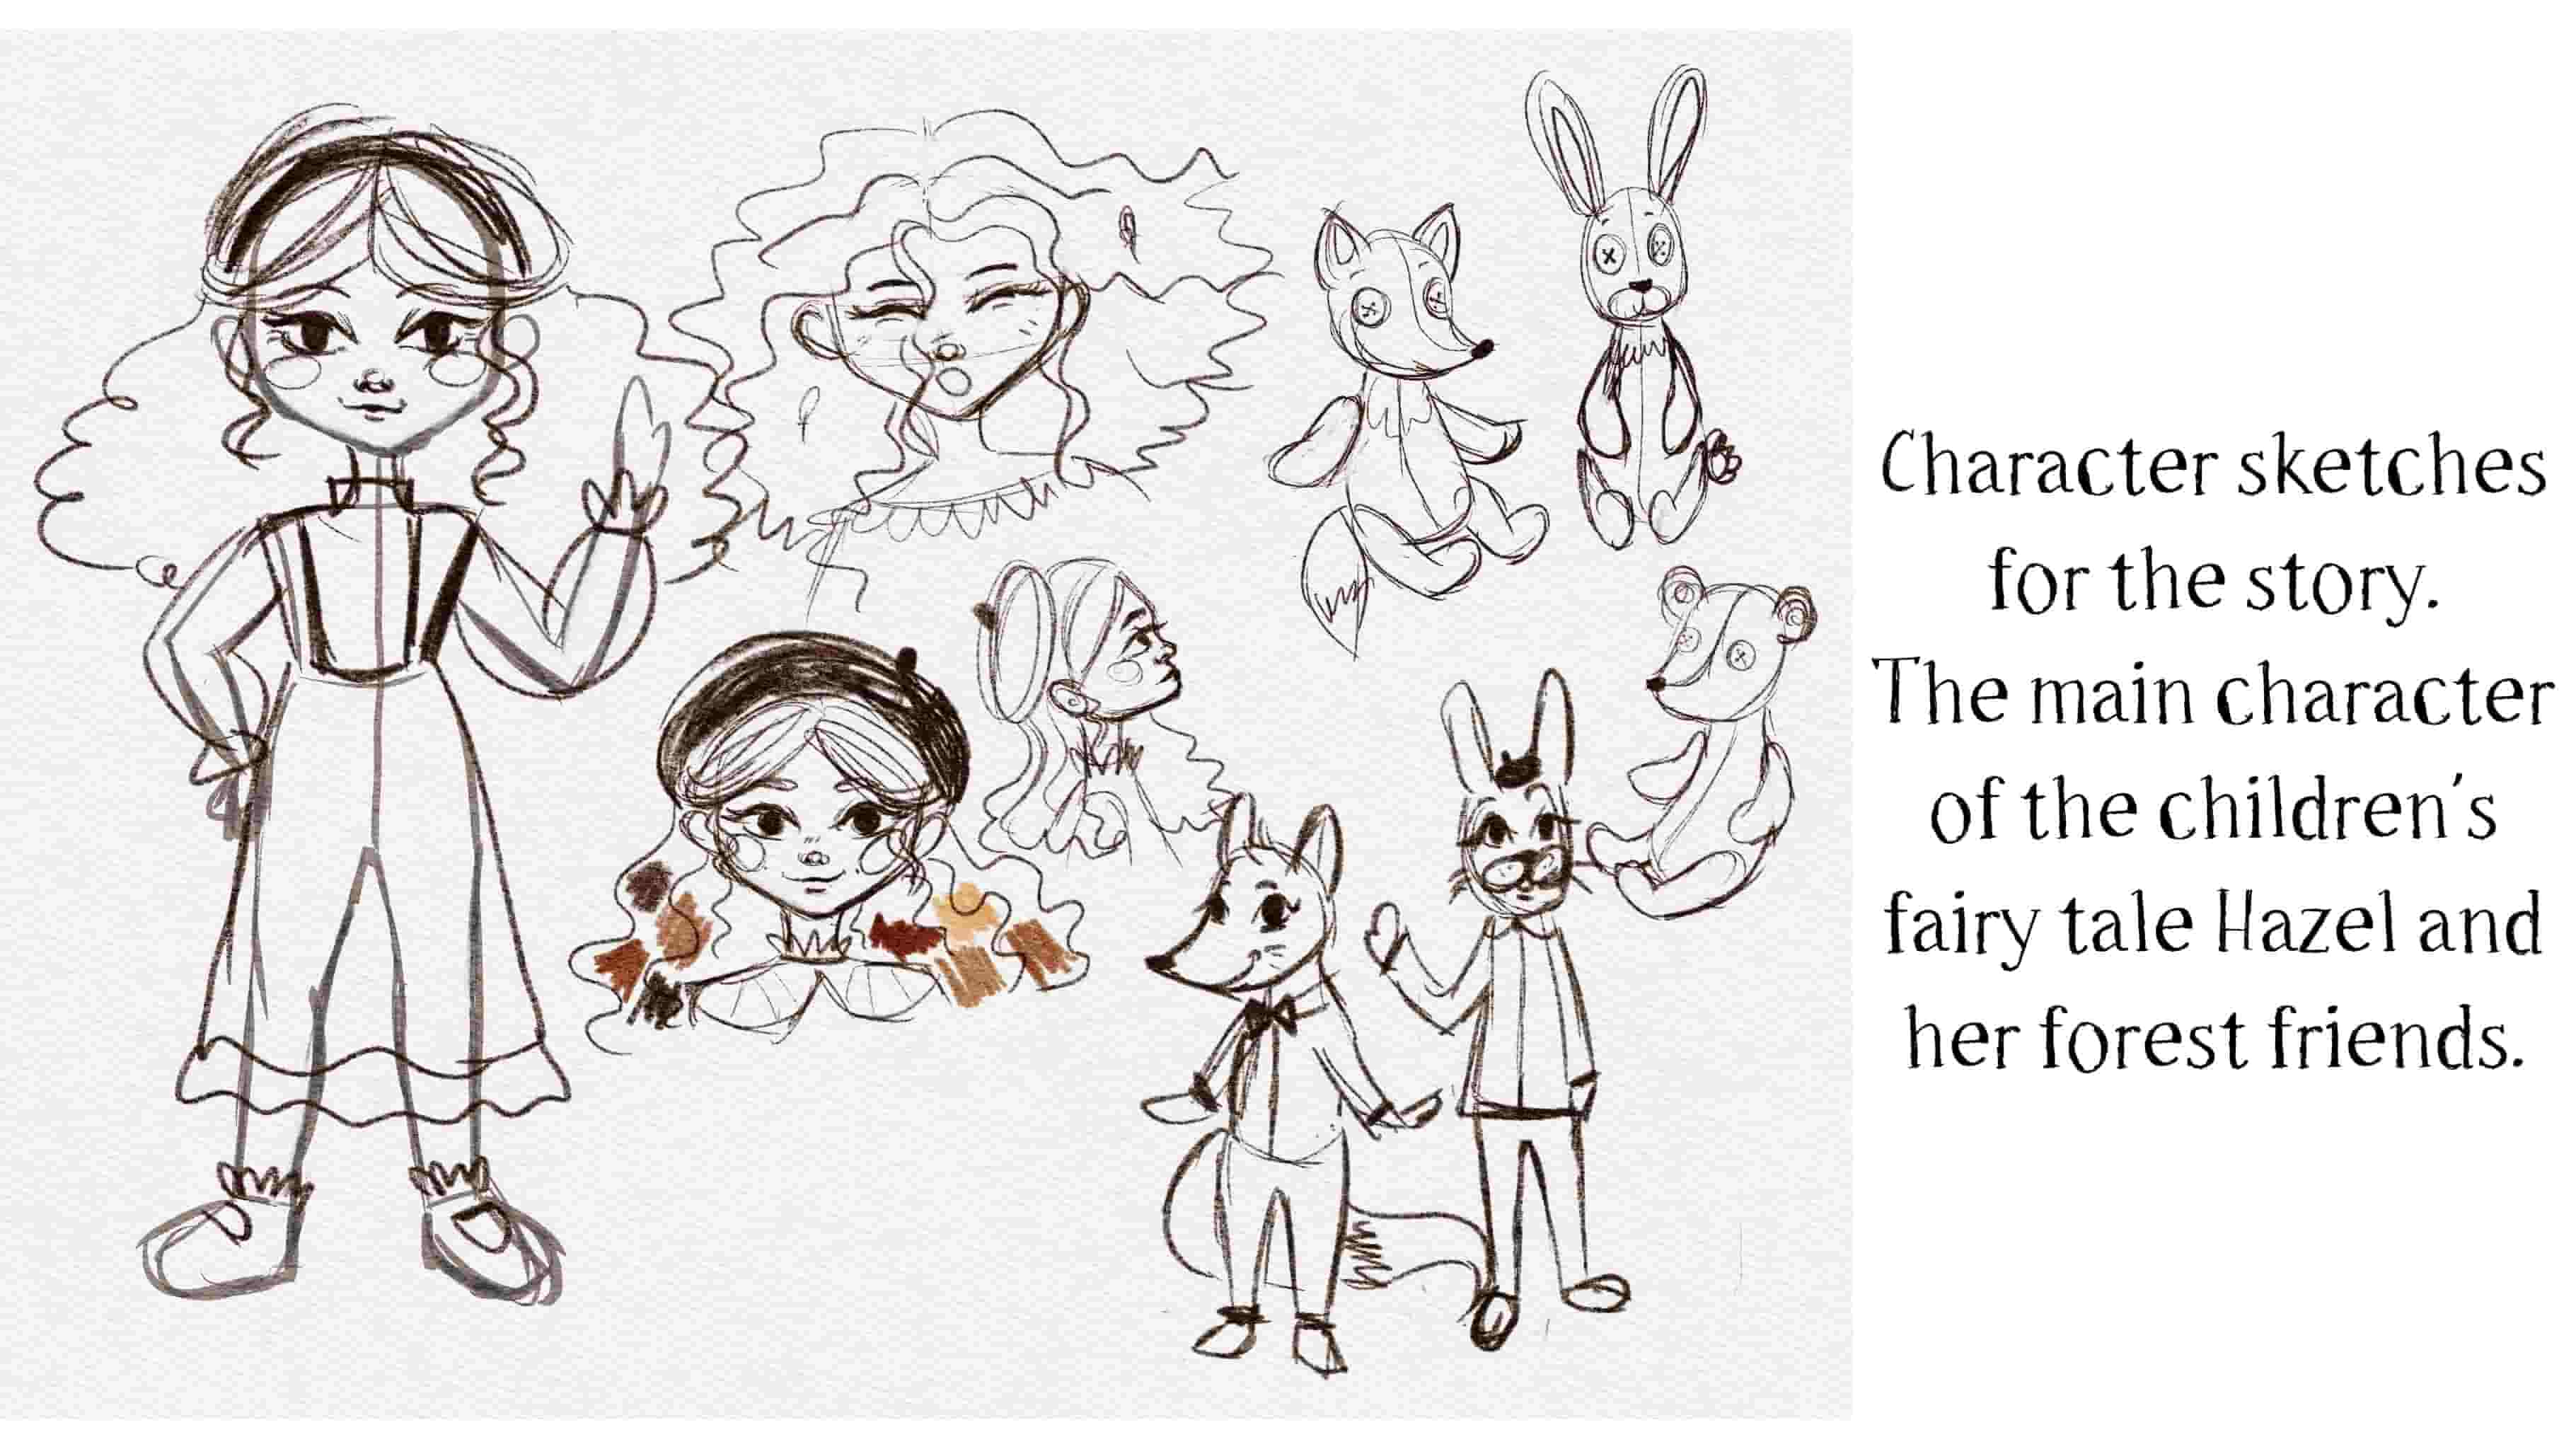 Character sketches
for the story.
The main character
of the children's
fairy tale Hazel and
her forest friends.